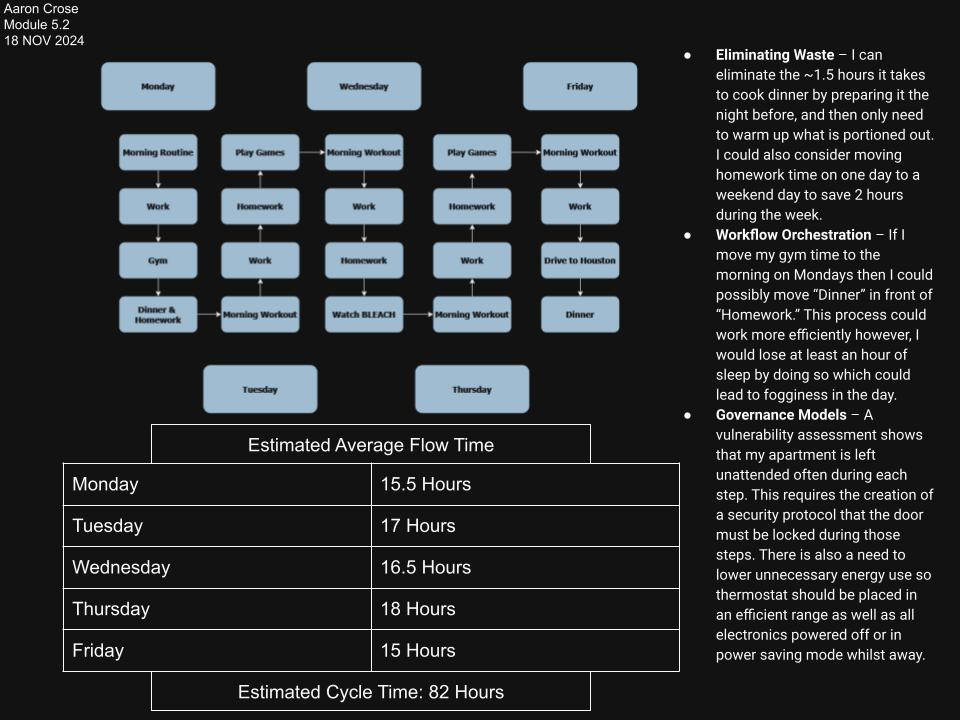 Aaron Crose
Module 5.2
18 NOV 2024
Monday
Wednesday
Friday
Morning Routine
Play Games
Morning Workout
Play Games
Morning Workout
Work
Homework
Work
Homework
Work
Gym
Work
Homework
Work
Drive to Houston
Dinner &
Homework
Morning Workout
Watch BLEACH
Morning Workout
Dinner
Tuesday
Thursday
Estimated Average Flow Time
Monday
15.5 Hours
Tuesday
17 Hours
Wednesday
16.5 Hours
Thursday
18 Hours
Friday
15 Hours
Estimated Cycle Time: 82 Hours
● Eliminating Waste – I can
eliminate the ~1.5 hours it takes
to cook dinner by preparing it the
night before, and then only need
to warm up what is portioned out.
I could also consider moving
homework time on one day to a
weekend day to save 2 hours
during the week.
● Workflow Orchestration – If I
move my gym time to the
morning on Mondays then I could
possibly move “Dinner” in front of
“Homework.” This process could
work more efficiently however, I
would lose at least an hour of
sleep by doing so which could
lead to fogginess in the day.
● Governance Models – A
vulnerability assessment shows
that my apartment is left
unattended often during each
step. This requires the creation of
a security protocol that the door
must be locked during those
steps. There is also a need to
lower unnecessary energy use so
thermostat should be placed in
an efficient range as well as all
electronics powered off or in
power saving mode whilst away.